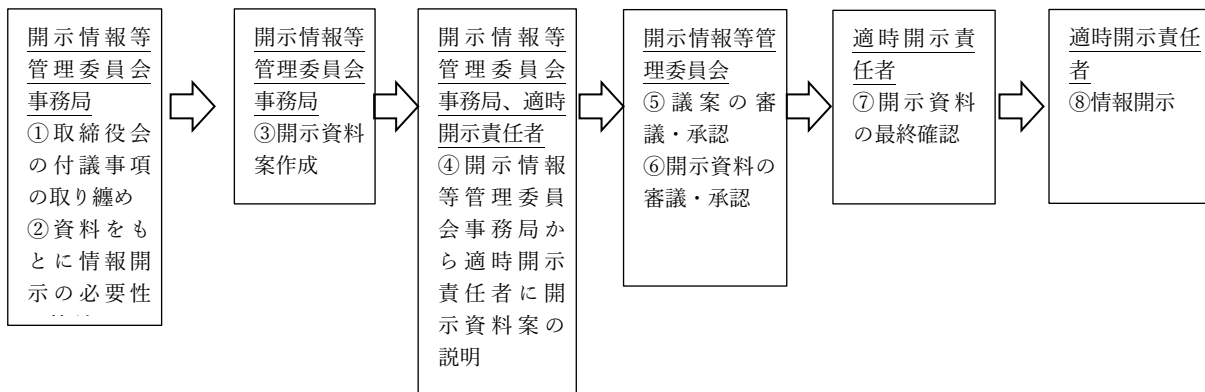 開示情報等
管理委員会
事務局
①取締役会
の付議事項
の取り纏め
②資料をも
とに情報開
示の必要性
開示情報等
管理委員会
事務局
③開示資料
案作成
開示情報等
管理委員会
事務局、適時
開示責任者
④開示情報
等管理委員
会事務局か
ら適時開示
責任者に開
示資料案の
説明
開示情報等管
理委員会
⑤議案の審
議・承認
⑥開示資料の
審議・承認
適時開示責
任者
⑦開示資料
の最終確認
適時開示責任
者
⑧情報開示